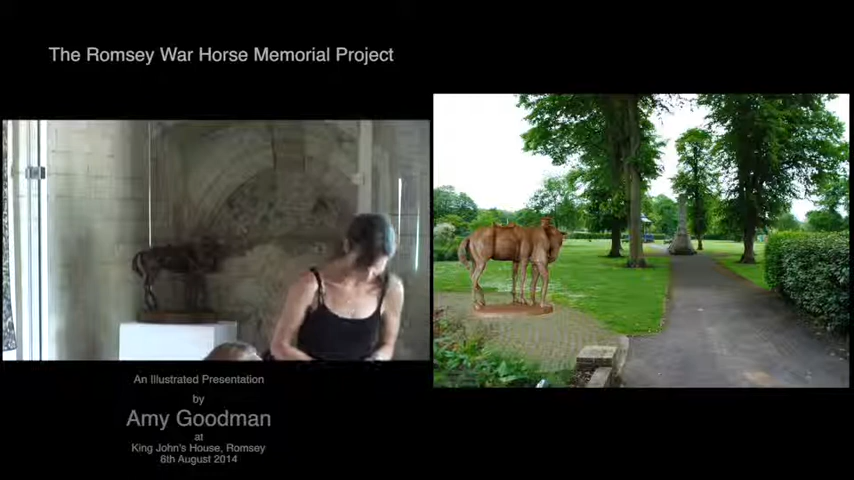 The Romsey War Horse Memorial Project
An Illustrated Presentation
by
Amy Goodman
at
King John's House, Romsey
6th August 2014